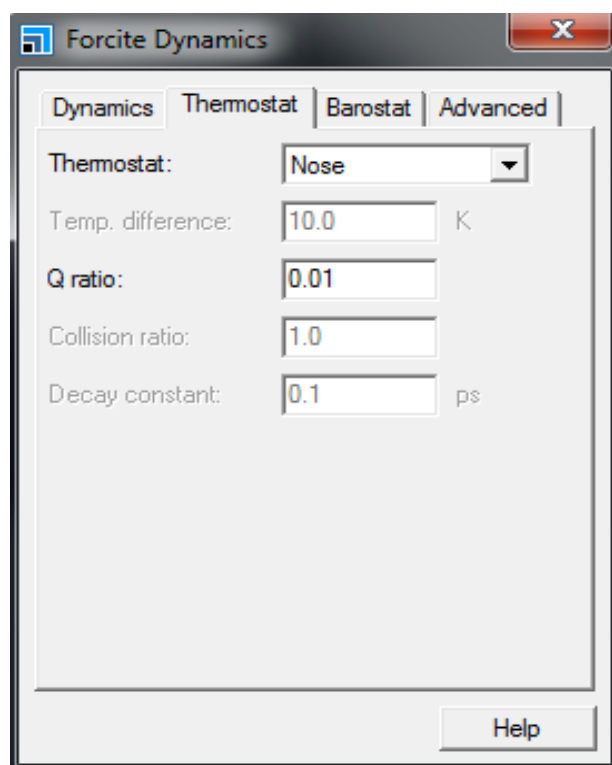 Forcite Dynamics
Dynamics Thermostat Barostat Advanced
Thermostat: Nose
Temp. difference: 10.0 K
Q ratio: 0.01
Collision ratio: 1.0
Decay constant: 0.1 ps
Help